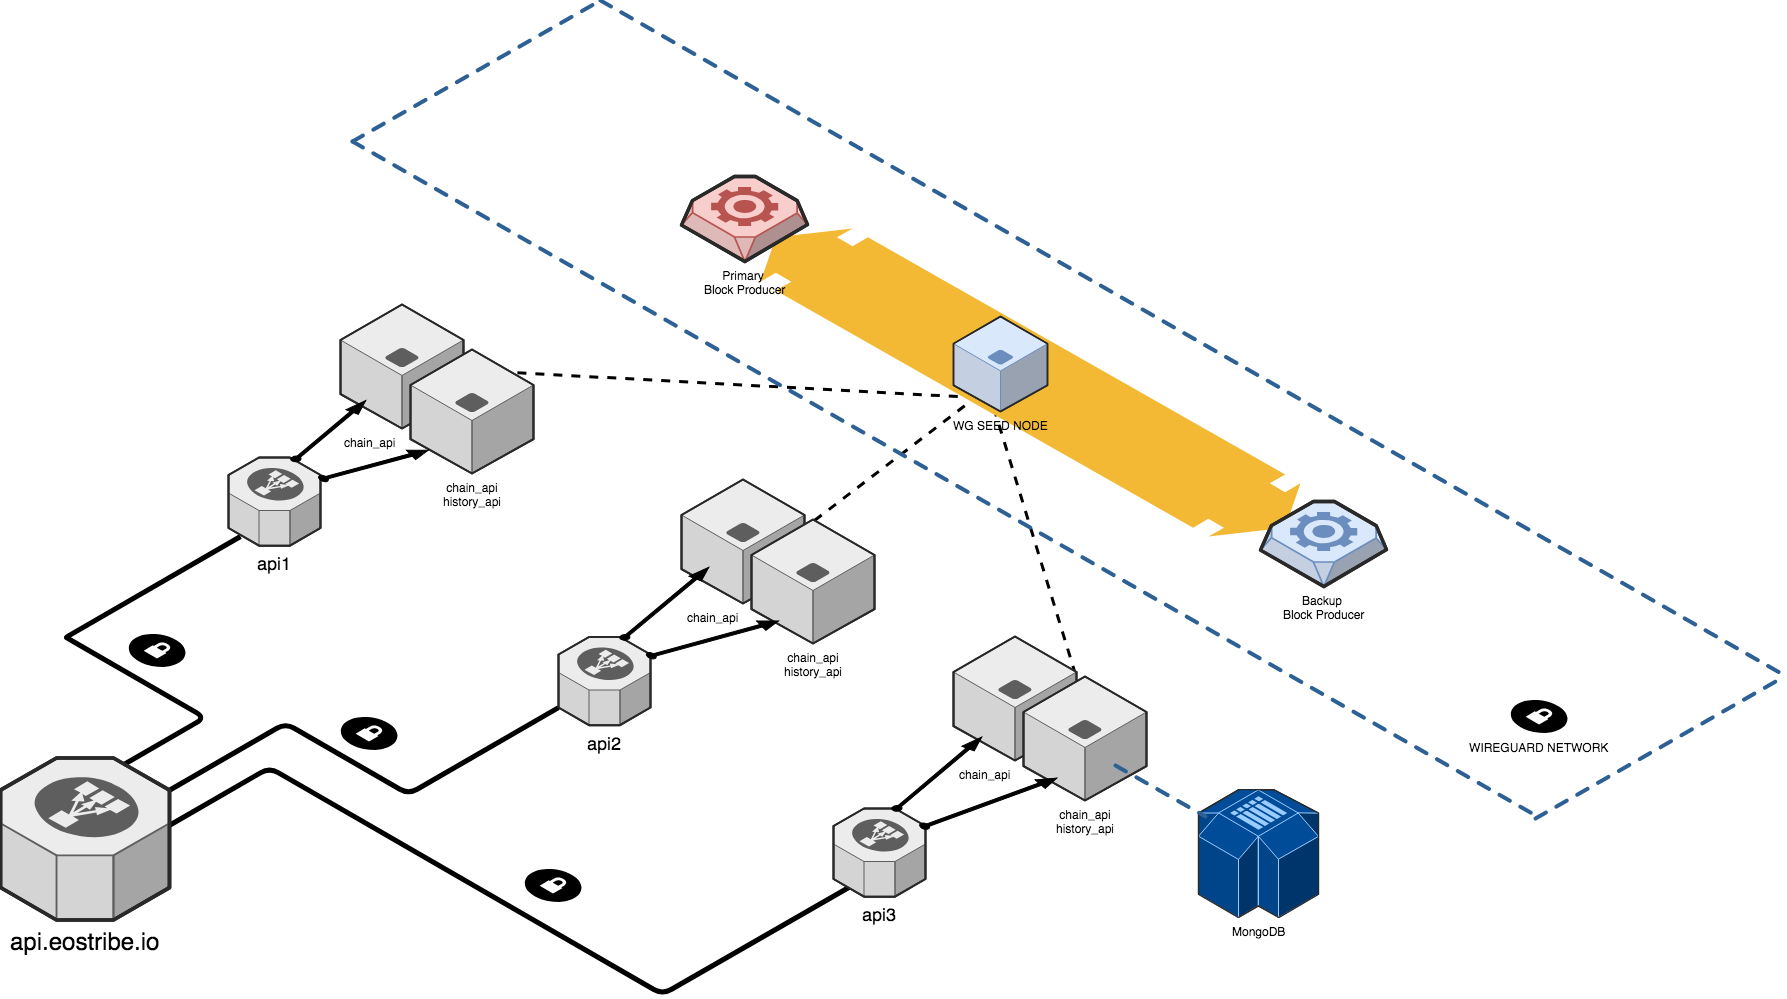 Primary
Block Producer
WG SEED NODE
chain_api
chain_api
history_api
api1
Backup
Block Producer
chain_api
chain_api
history_api
api2
WIREGUARD NETWORK
chain_api
chain_api
history_api
api3
MongoDB
api.eostribe.io